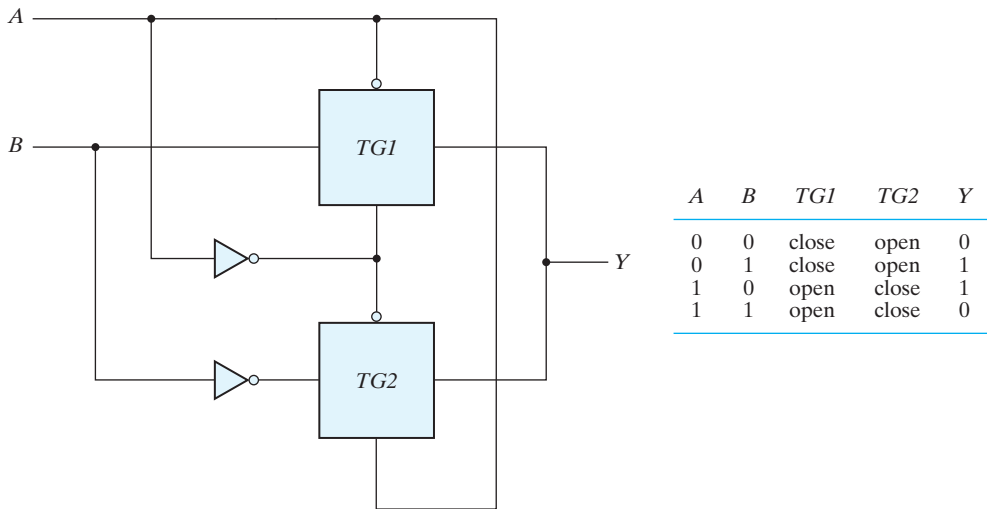 A
B
TG1
TG2
Y
A B TG1 TG2 Y
0 0 close open 0
0 1 close open 1
1 0 open close 1
1 1 open close 0